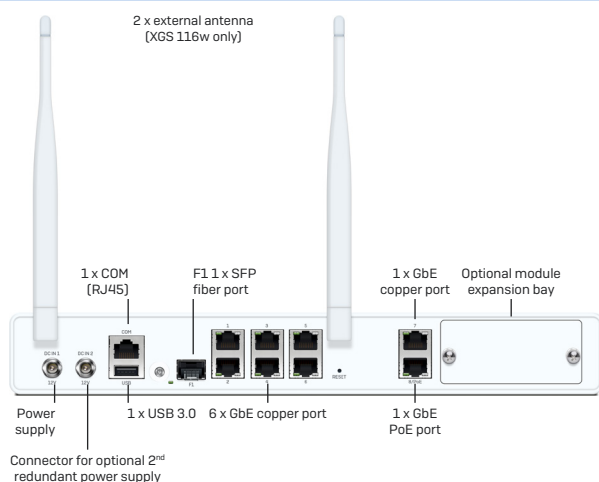 2 x external antenna
(XGS 116w only)
1 x COM
(RJ45)
F1 1 x SFP
fiber port
1 x GbE
copper port
Optional module
expansion bay
COM
1
3
5
7
DC IN 1
DC IN 2
12V
12V
USB
F1
2
4
6
RESET
8/PoE
Power
supply
1 x USB 3.0
6 x GbE copper port
1 x GbE
PoE port
Connector for optional 2nd
redundant power supply